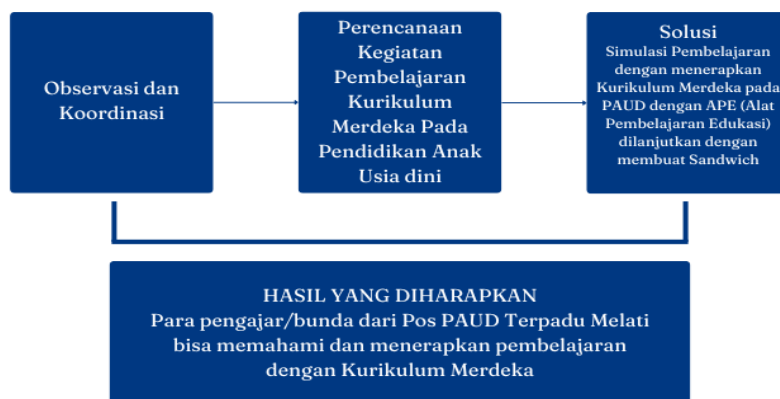 Observasi dan
Koordinasi
Perencanaan
Kegiatan
Pembelajaran
Kurikulum
Merdeka Pada
Pendidikan Anak
Usia dini
Solusi
Simulasi Pembelajaran
dengan menerapkan
Kurikulum Merdeka pada
PAUD dengan APE (Alat
Pembelajaran Edukasi)
dilanjutkan dengan
membuat Sandwich
HASIL YANG DIHARAPKAN
Para pengajar/bunda dari Pos PAUD Terpadu Melati
bisa memahami dan menerapkan pembelajaran
dengan Kurikulum Merdeka